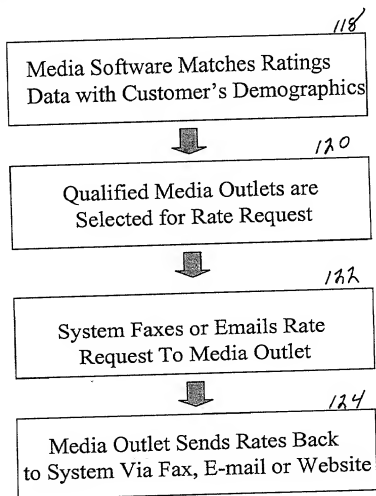 118
Media Software Matches Ratings
Data with Customer's Demographics
120
Qualified Media Outlets are
Selected for Rate Request
122
System Faxes or Emails Rate
Request To Media Outlet
124
Media Outlet Sends Rates Back
to System Via Fax, E-mail or Website